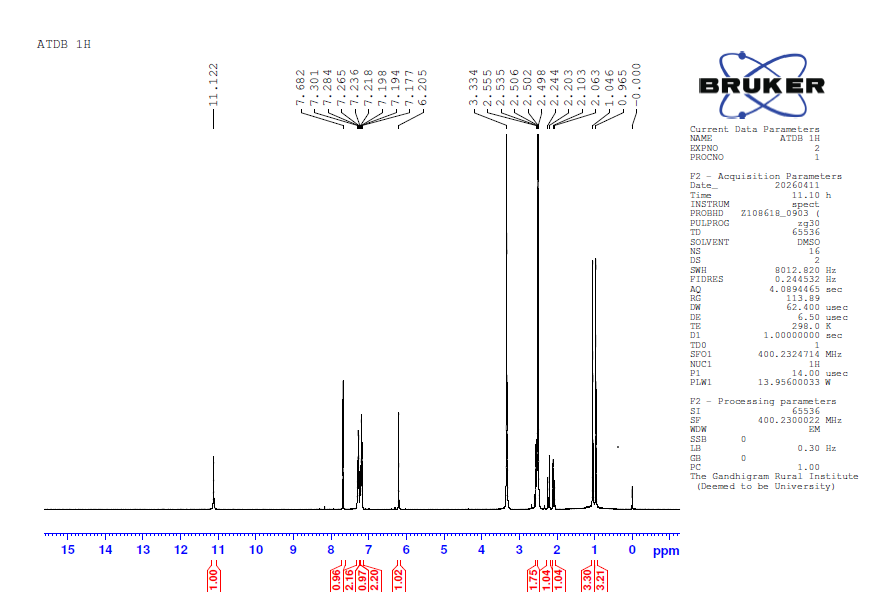 ATDB 1H
11.122
7.682
7.301
7.284
7.265
7.236
7.218
7.198
7.194
7.177
6.205
3.334
2.555
2.535
2.506
2.502
2.498
2.244
2.203
2.103
2.063
1.046
0.965
-0.000
BRUKER
Current Data Parameters
NAME ATDB 1H
EXPNO 2
PROCNO 1
F2 - Acquisition Parameters
Date_ 20260411
Time 11.10 h
INSTRUM spect
PROBHD Z108618_0903 (
PULPROG zg30
TD 65536
SOLVENT DMSO
NS 16
DS 2
SWH 8012.820 Hz
FIDRES 0.244532 Hz
AQ 4.0894465 sec
RG 113.89
DW 62.400 usec
DE 6.50 usec
TE 298.0 K
D1 1.00000000 sec
TD0 1
SFO1 400.2324714 MHz
NUC1 1H
P1 14.00 usec
PLW1 13.95600033 W
F2 - Processing parameters
SI 65536
SF 400.2300022 MHz
WDW EM
SSB 0
LB 0.30 Hz
GB 0
PC 1.00
The Gandhigram Rural Institute
(Deemed to be University)
15 14 13 12 11 10 9 8 7 6 5 4 3 2 1 0 ppm
1.00
0.96
2.16
0.97
2.20
1.02
1.75
1.04
1.04
3.30
3.21